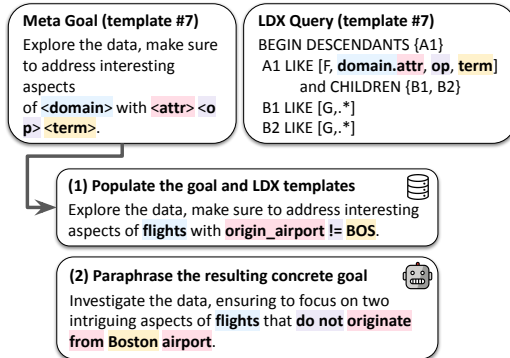 Meta Goal (template #7)
Explore the data, make sure
to address interesting
aspects
of <domain> with <attr> <o
p> <term>.
LDX Query (template #7)
BEGIN DESCENDANTS {A1}
A1 LIKE [F, domain.attr, op, term]
and CHILDREN {B1, B2}
B1 LIKE [G,.*]
B2 LIKE [G,.*]
(1) Populate the goal and LDX templates
Explore the data, make sure to address interesting
aspects of flights with origin_airport != BOS.
(2) Paraphrase the resulting concrete goal
Investigate the data, ensuring to focus on two
intriguing aspects of flights that do not originate
from Boston airport.